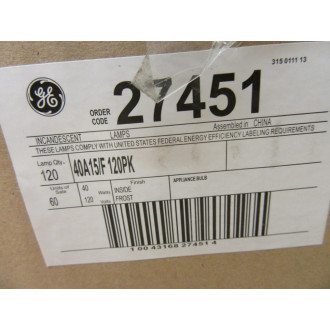 315 0111 13
GE
ORDER CODE 27451
Assembled in CHINA
INCANDESCENT LAMPS
THESE LAMPS COMPLY WITH UNITED STATES FEDERAL ENERGY EFFICIENCY LABELING REQUIREMENTS
Lamp Qty. 120 40A15/F 120PK
Units of Sale 60
40 Watts
120 Volts
Finish
INSIDE
FROST
APPLIANCE BULB
1 00 43168 27451 4